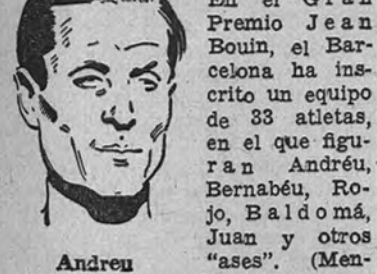 En el Gran
Premio Jean
Bouin, el Bar-
celona ha ins-
crito un equipo
de 33 atletas,
en el que figu-
ran Andréu,
Bernabéu, Ro-
jo, Baldomá,
Juan y otros
"ases". (Men-
Andreu